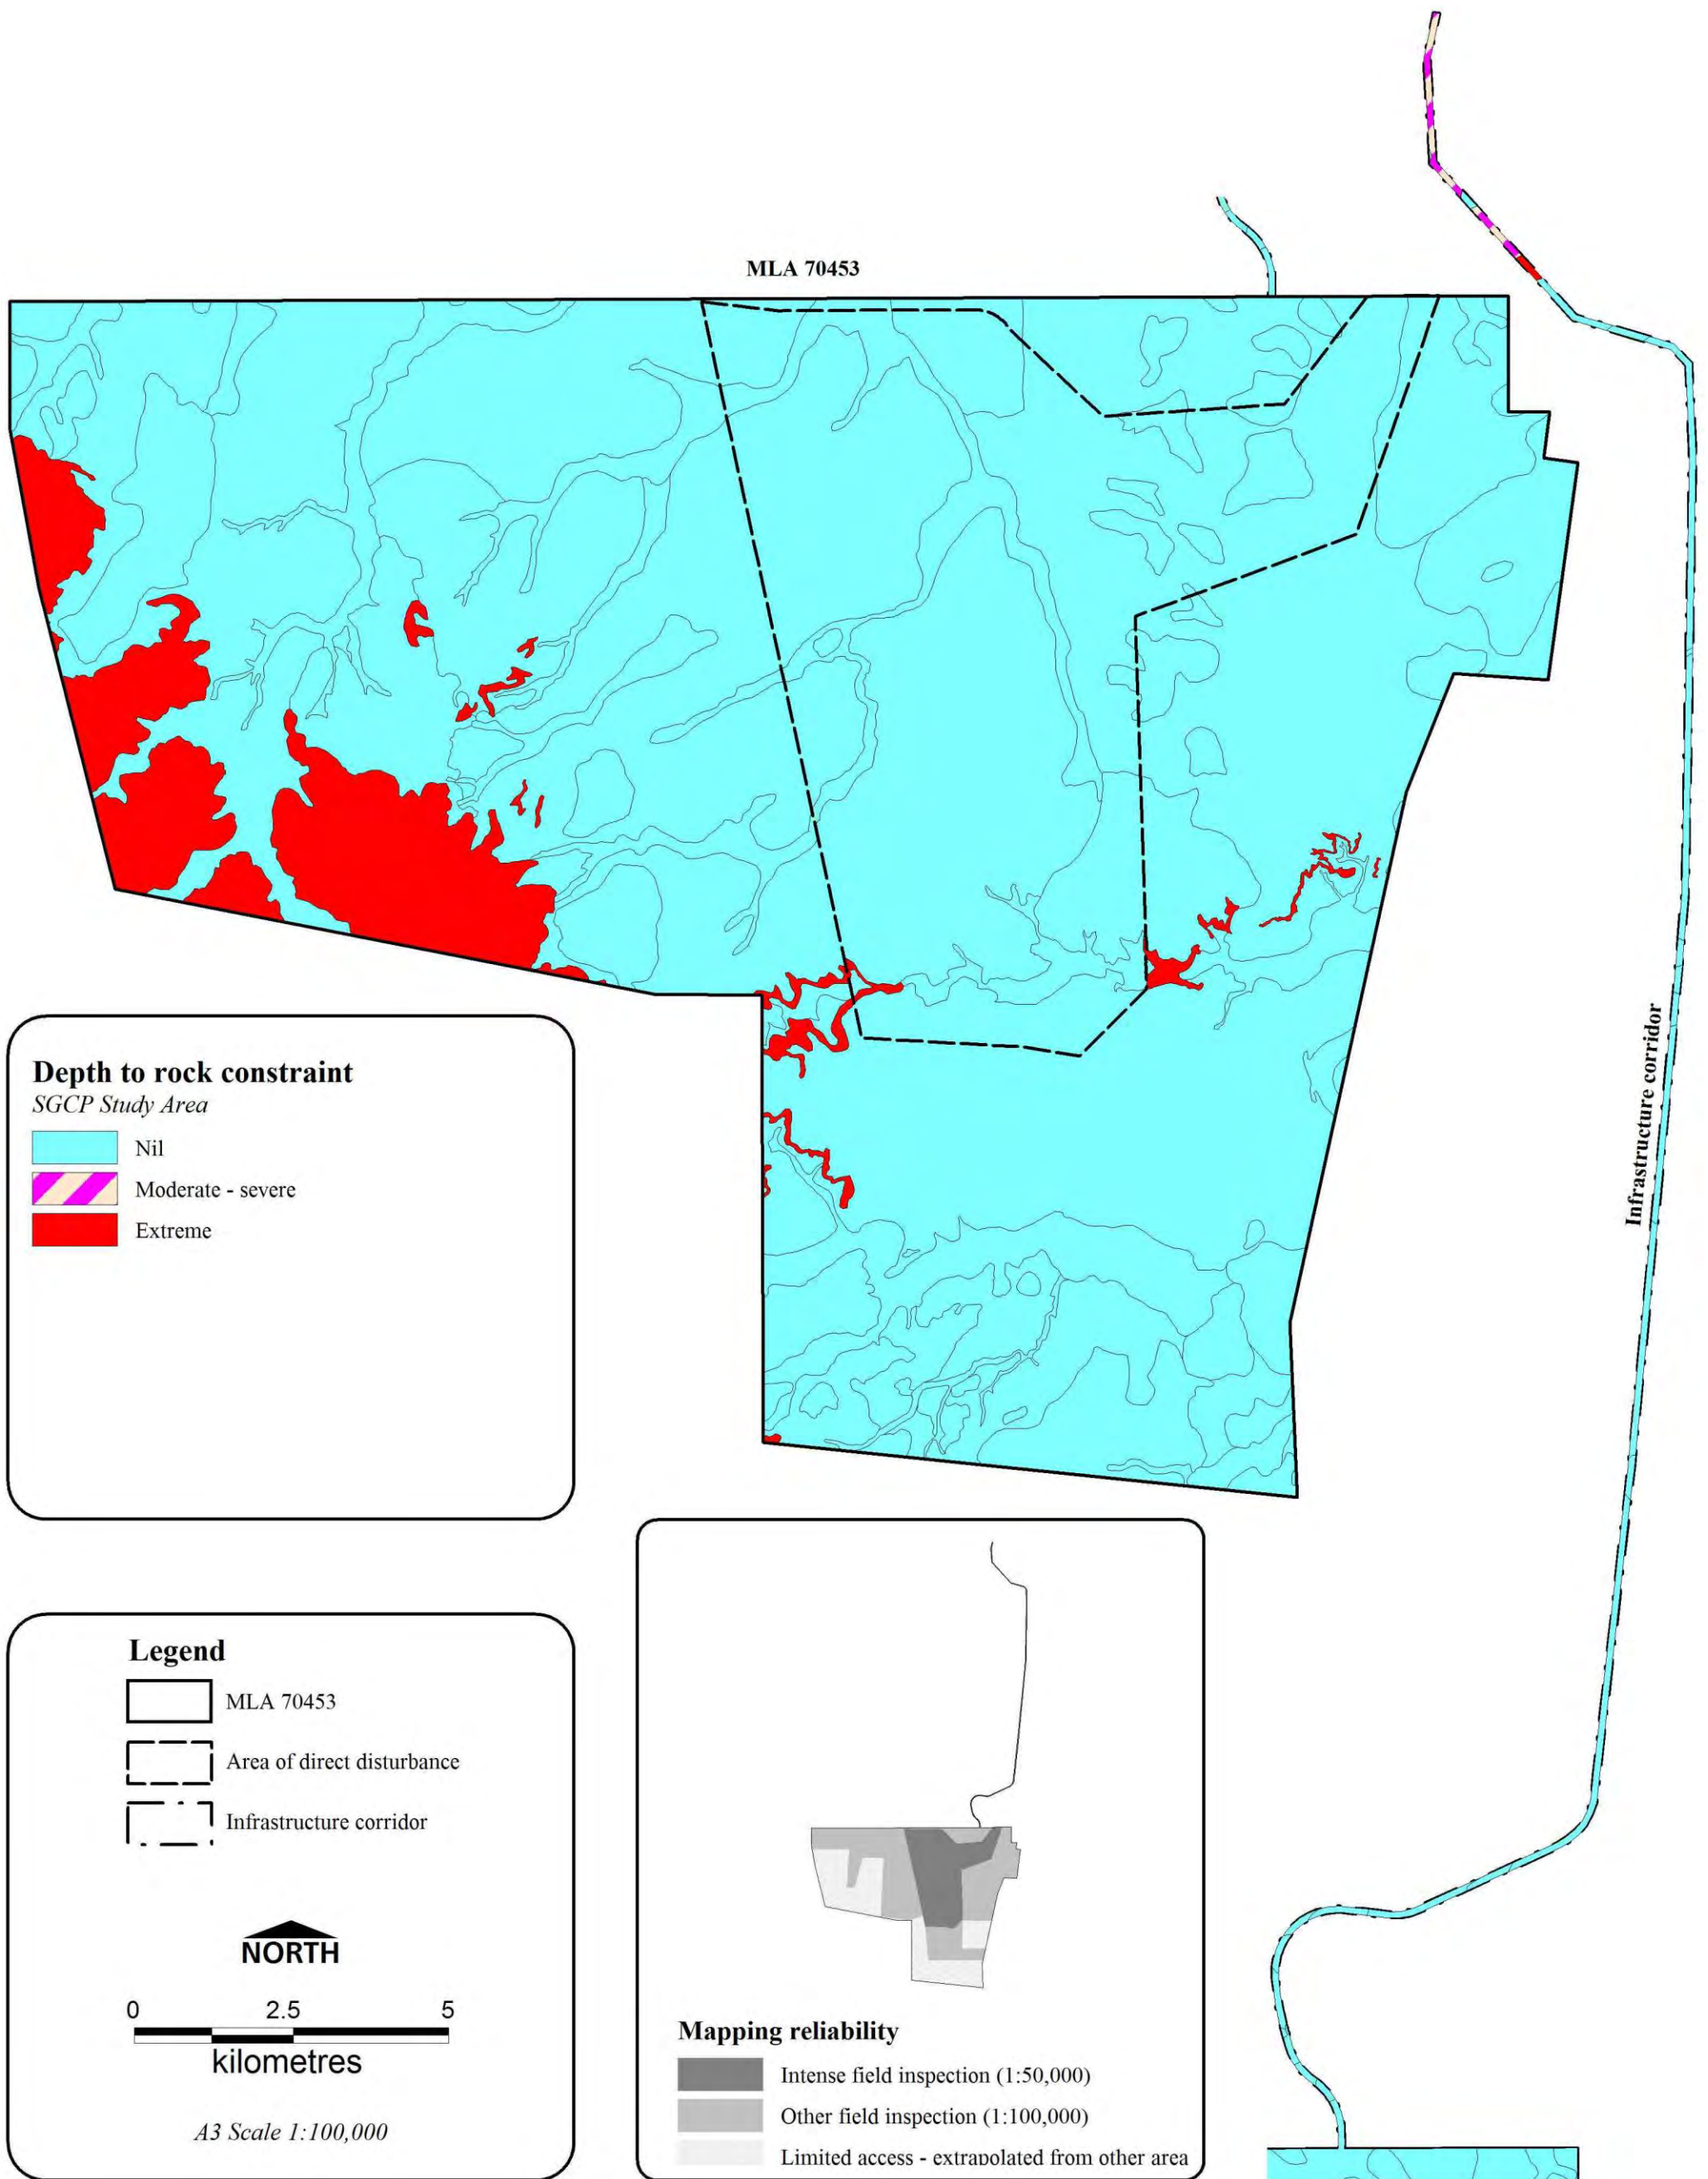 MLA 70453
Infrastructure corridor
Depth to rock constraint
SGCP Study Area
Nil
Moderate - severe
Extreme
Legend
MLA 70453
Area of direct disturbance
Infrastructure corridor
NORTH
0 2.5 5
kilometres
A3 Scale 1:100,000
Mapping reliability
Intense field inspection (1:50,000)
Other field inspection (1:100,000)
Limited access - extrapolated from other area